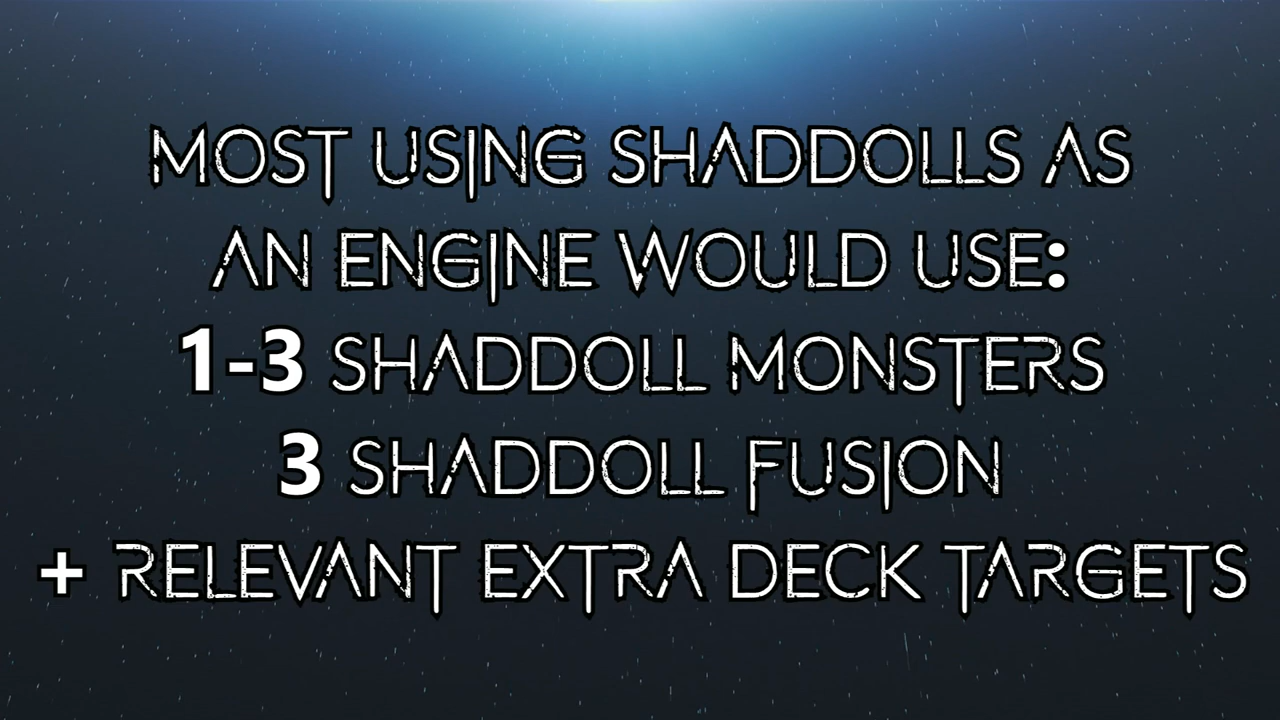 MOST USING SHADDOLLS AS
AN ENGINE WOULD USE:
1-3 SHADDOLL MONSTERS
3 SHADDOLL FUSION
+ RELEVANT EXTRA DECK TARGETS